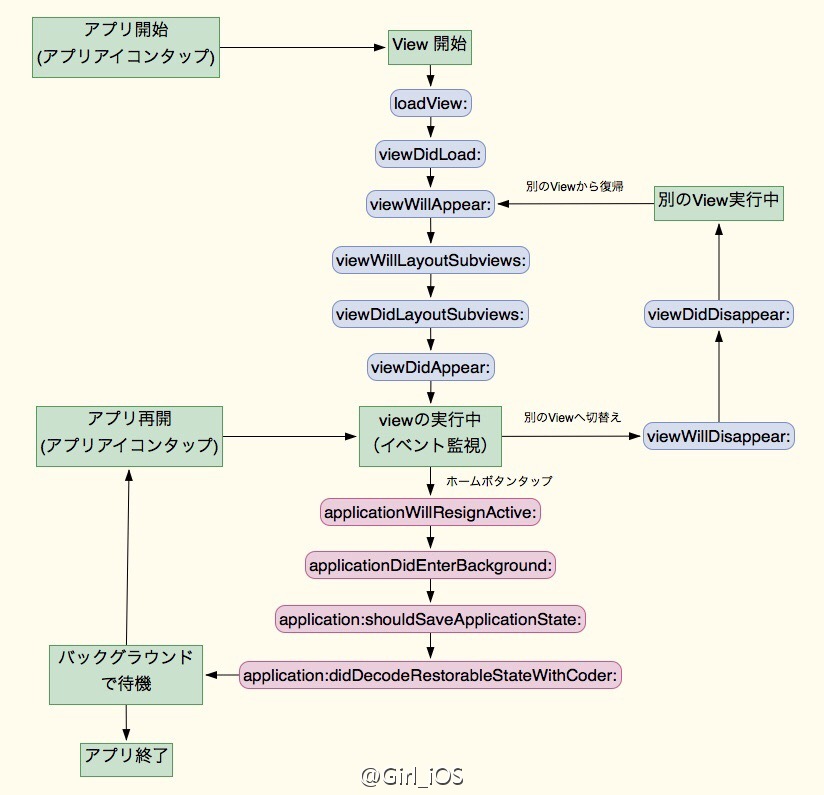 アプリ開始
(アプリアイコンタップ)
View 開始
loadView:
viewDidLoad:
viewWillAppear:
別のViewから復帰
別のView実行中
viewWillLayoutSubviews:
viewDidLayoutSubviews:
viewDidDisappear:
viewDidAppear:
アプリ再開
(アプリアイコンタップ)
viewの実行中
（イベント監視）
別のViewへ切替え
viewWillDisappear:
ホームボタンタップ
applicationWillResignActive:
applicationDidEnterBackground:
application:shouldSaveApplicationState:
application:didDecodeRestorableStateWithCoder:
バックグラウンド
で待機
アプリ終了
@Girl_iOS